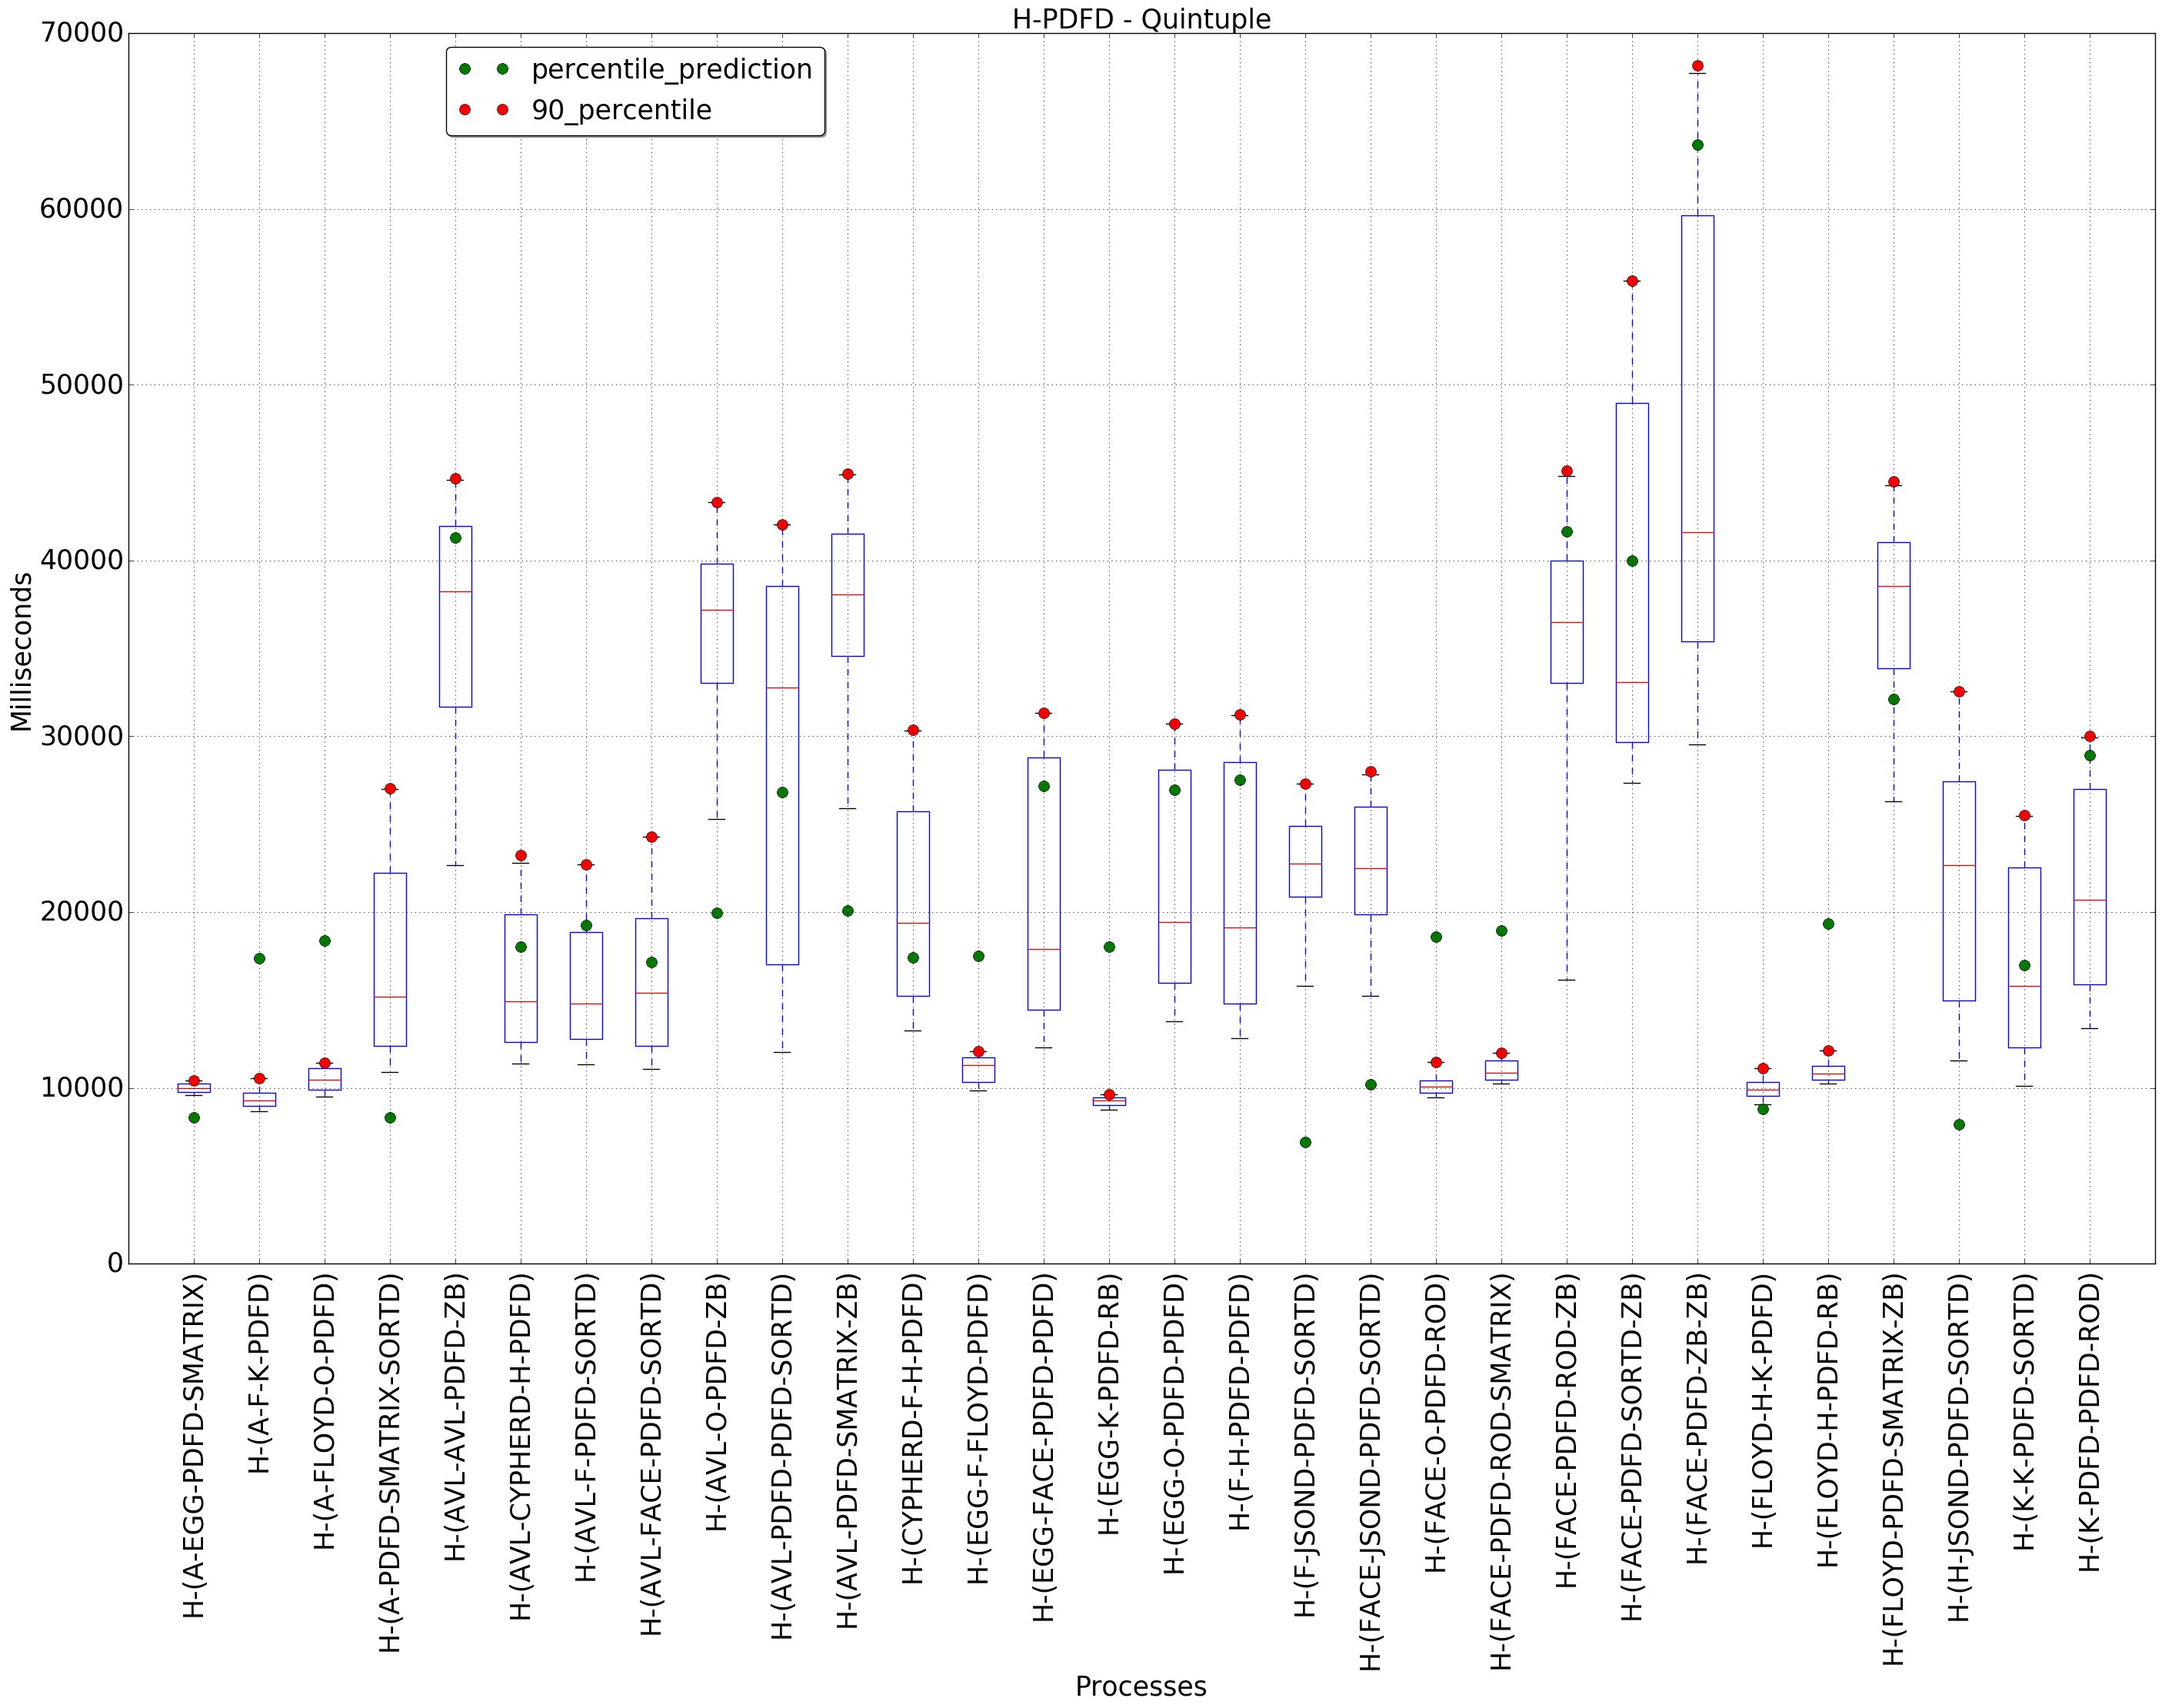 H-PDFD - Quintuple
percentile_prediction
90_percentile
70000
60000
50000
40000
30000
20000
10000
0
Milliseconds
H-(A-EGG-PDFD-SMATRIX)
H-(A-F-K-PDFD)
H-(A-FLOYD-O-PDFD)
H-(A-PDFD-SMATRIX-SORTD)
H-(AVL-AVL-PDFD-ZB)
H-(AVL-CYPHERD-H-PDFD)
H-(AVL-F-PDFD-SORTD)
H-(AVL-FACE-PDFD-SORTD)
H-(AVL-O-PDFD-ZB)
H-(AVL-PDFD-PDFD-SORTD)
H-(AVL-PDFD-SMATRIX-ZB)
H-(CYPHERD-F-H-PDFD)
H-(EGG-F-FLOYD-PDFD)
H-(EGG-FACE-PDFD-PDFD)
H-(EGG-K-PDFD-RB)
H-(EGG-O-PDFD-PDFD)
H-(F-H-PDFD-PDFD)
H-(F-JSOND-PDFD-SORTD)
H-(FACE-JSOND-PDFD-SORTD)
H-(FACE-O-PDFD-ROD)
H-(FACE-PDFD-ROD-SMATRIX)
H-(FACE-PDFD-ROD-ZB)
H-(FACE-PDFD-SORTD-ZB)
H-(FACE-PDFD-ZB-ZB)
H-(FLOYD-H-K-PDFD)
H-(FLOYD-H-PDFD-RB)
H-(FLOYD-PDFD-SMATRIX-ZB)
H-(H-JSOND-PDFD-SORTD)
H-(K-K-PDFD-SORTD)
H-(K-PDFD-PDFD-ROD)
Processes